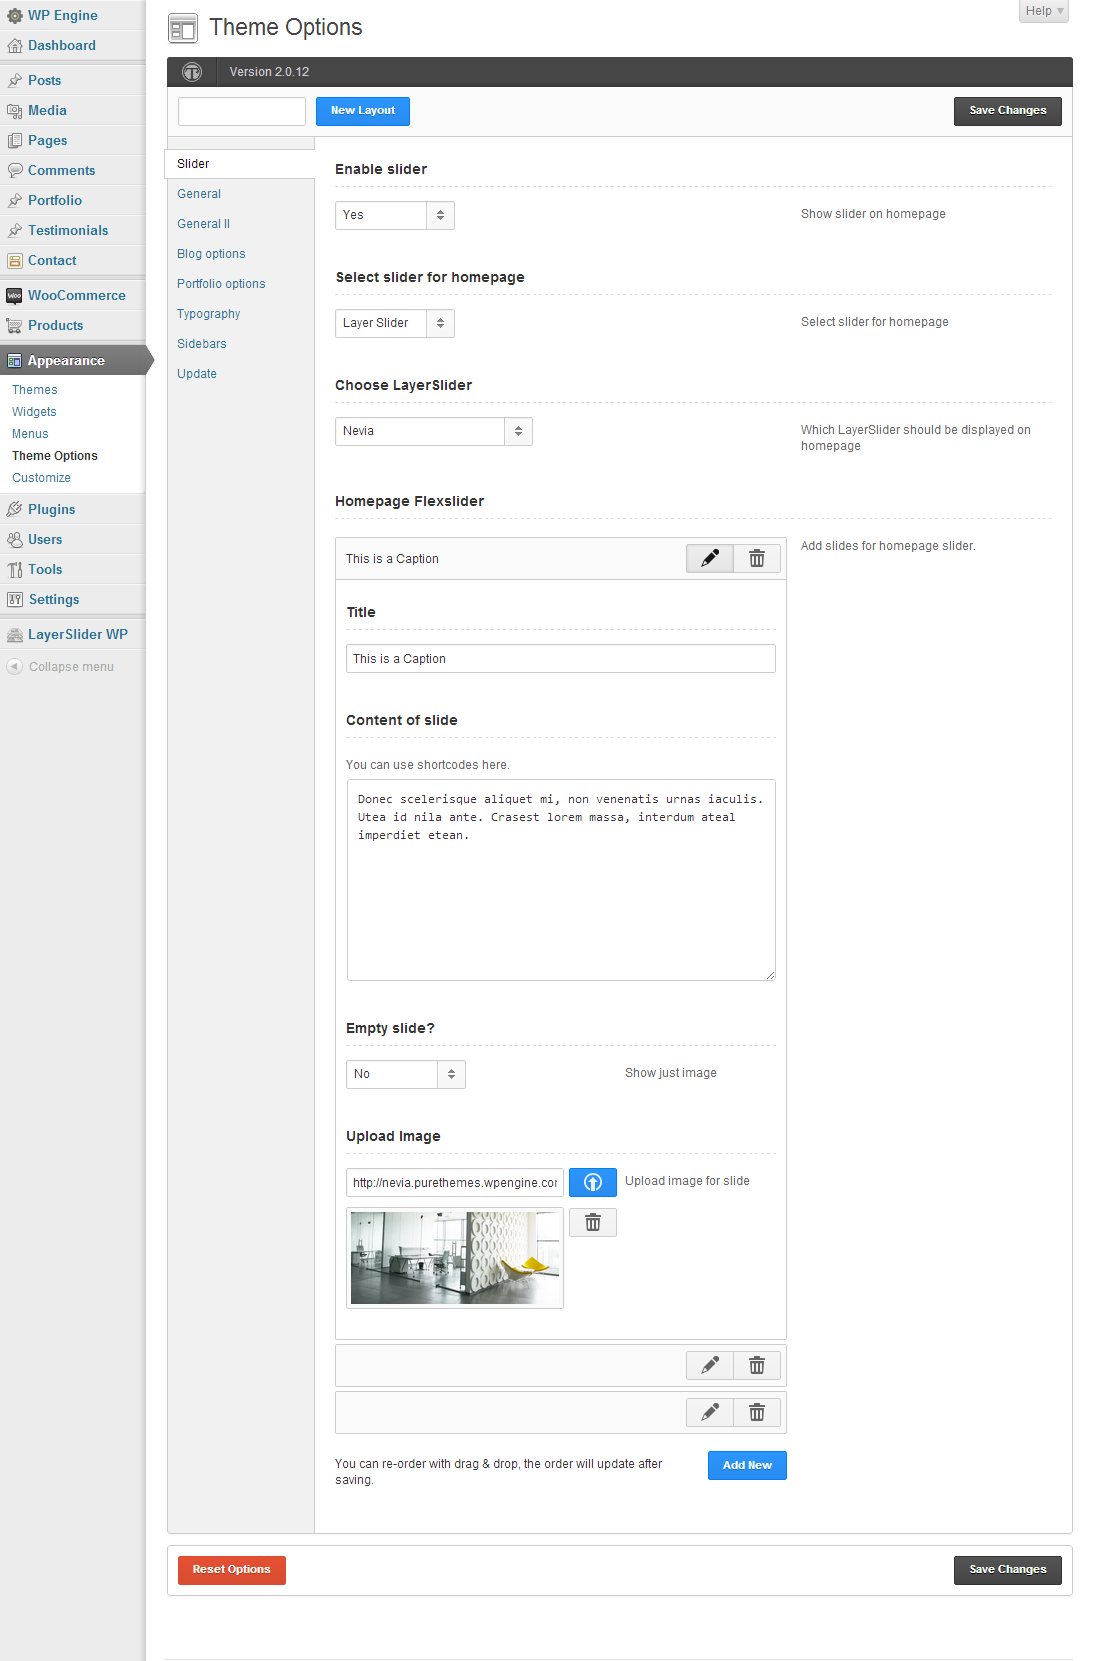 WP Engine
Dashboard
Posts
Media
Pages
Comments
Portfolio
Testimonials
Contact
WooCommerce
Products
Appearance
Themes
Widgets
Menus
Theme Options
Customize
Plugins
Users
Tools
Settings
LayerSlider WP
Collapse menu
Help
Theme Options
Version 2.0.12
New Layout
Save Changes
Slider
General
General II
Blog options
Portfolio options
Typography
Sidebars
Update
Enable slider
Yes
Show slider on homepage
Select slider for homepage
Layer Slider
Select slider for homepage
Choose LayerSlider
Nevia
Which LayerSlider should be displayed on
homepage
Homepage Flexslider
This is a Caption
Add slides for homepage slider.
Title
This is a Caption
Content of slide
You can use shortcodes here.
Donec scelerisque aliquet mi, non venenatis urnas iaculis.
Utea id nila ante. Crasest lorem massa, interdum ateal
imperdiet etean.
Empty slide?
No
Show just image
Upload Image
http://nevia.purethemes.wpengine.cor
Upload image for slide
You can re-order with drag & drop, the order will update after
saving.
Add New
Reset Options
Save Changes